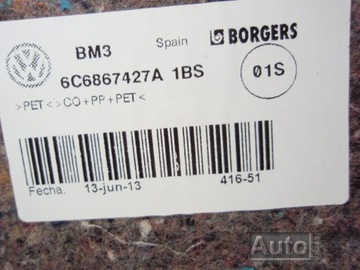 BM3 Spain BORGERS
6C6867427A 1BS 01S
>PET<>CO+PP+PET<
Fecha. 13-jun-13 416-51
Auto